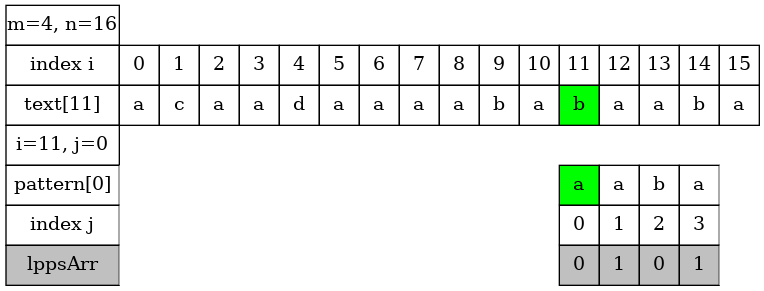 m=4, n=16
index i 0 1 2 3 4 5 6 7 8 9 10 11 12 13 14 15
text[11] a c a a d a a a a b a b a a b a
i=11, j=0
pattern[0] a a b a
index j 0 1 2 3
lppsArr 0 1 0 1